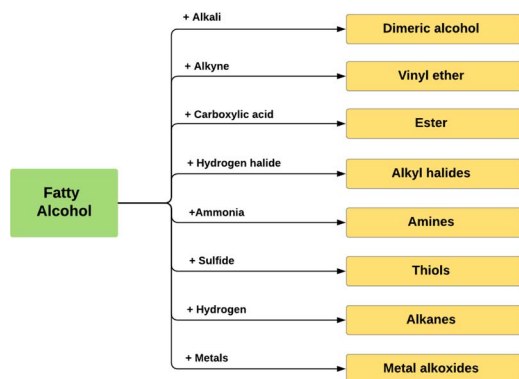 + Alkali
Dimeric alcohol
+ Alkyne
Vinyl ether
+ Carboxylic acid
Ester
+ Hydrogen halide
Alkyl halides
Fatty
Alcohol
+Ammonia
Amines
+ Sulfide
Thiols
+ Hydrogen
Alkanes
+ Metals
Metal alkoxides